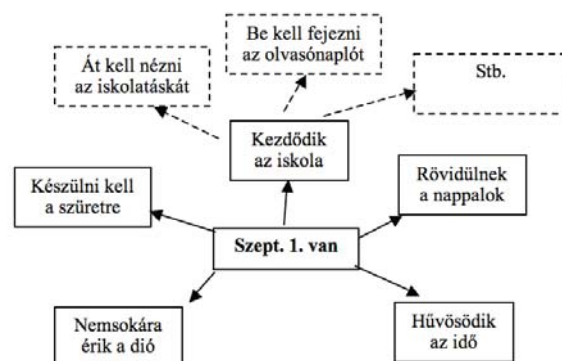 Be kell fejezni
az olvasónaplót
Át kell nézni
az iskolatáskát
Stb.
Kezdődik
az iskola
Készülni kell
a szüretre
Rövidülnek
a nappalok
Szept. 1. van
Nemsokára
érik a dió
Hűvösödik
az idő